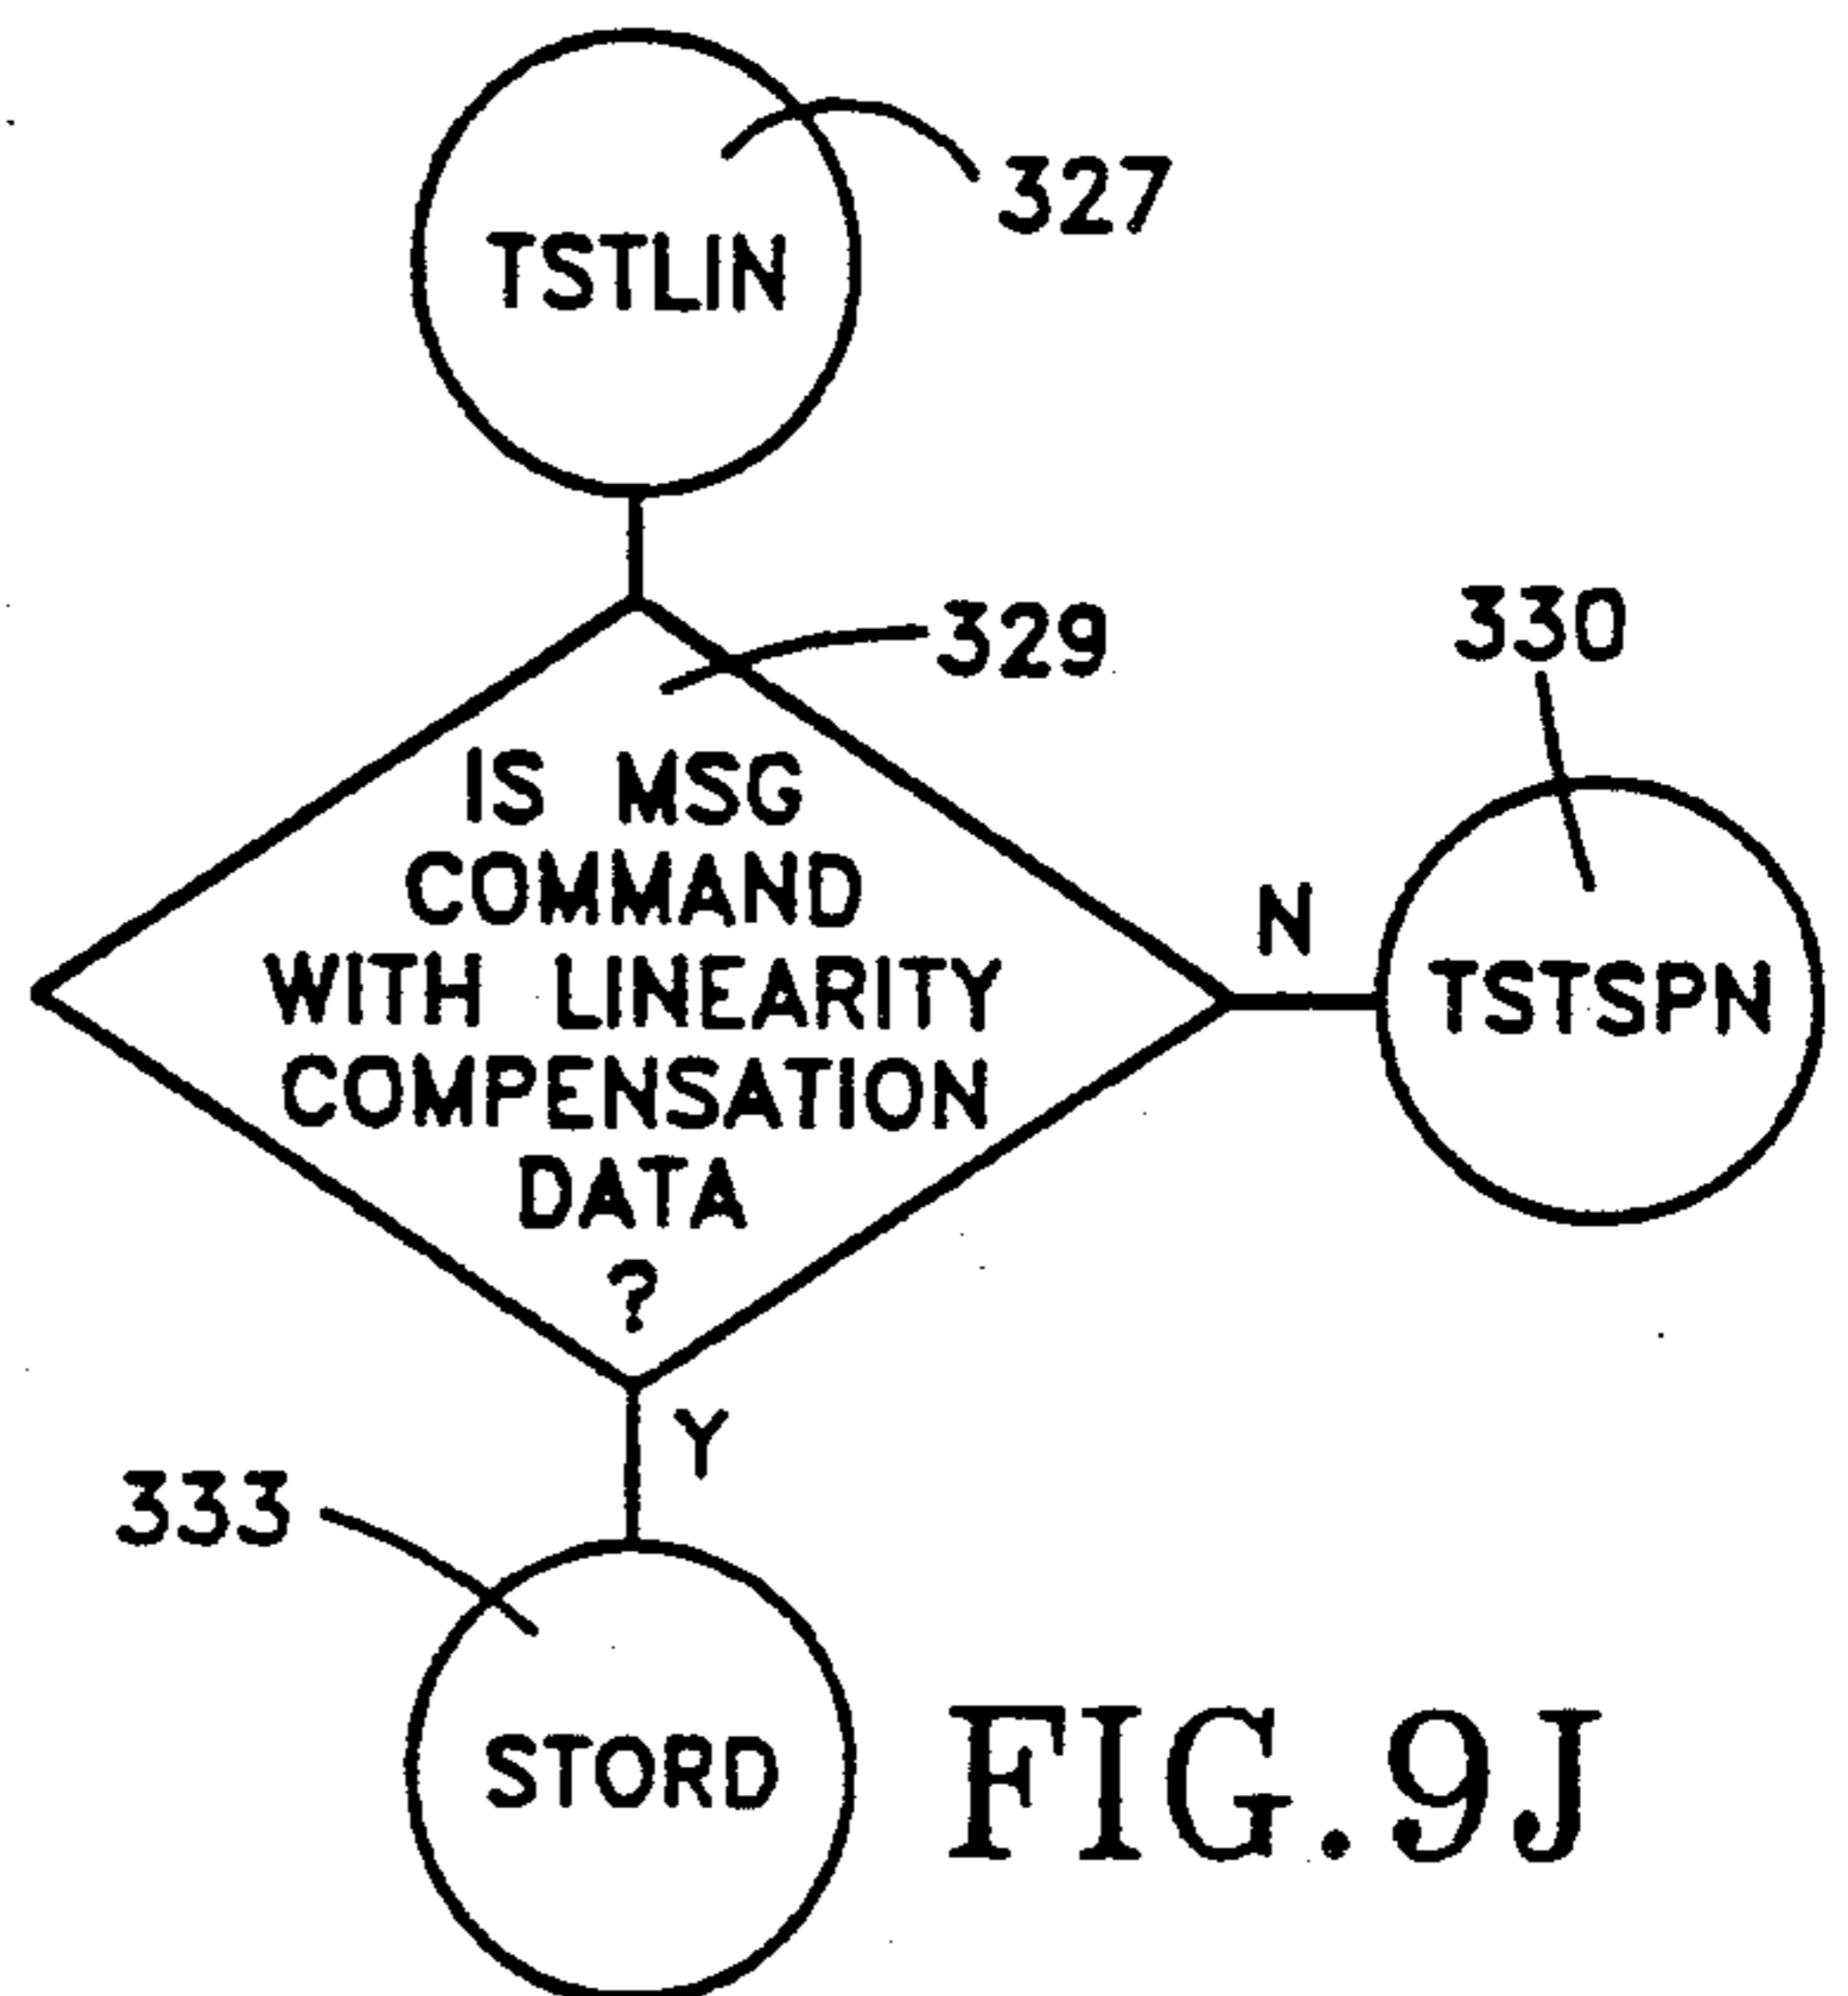 TSTLIN
327
329
330
IS MSG
COMMAND
WITH LINEARITY
COMPENSATION
DATA
?
N
TSTSPN
Y
333
STORD
FIG. 9J